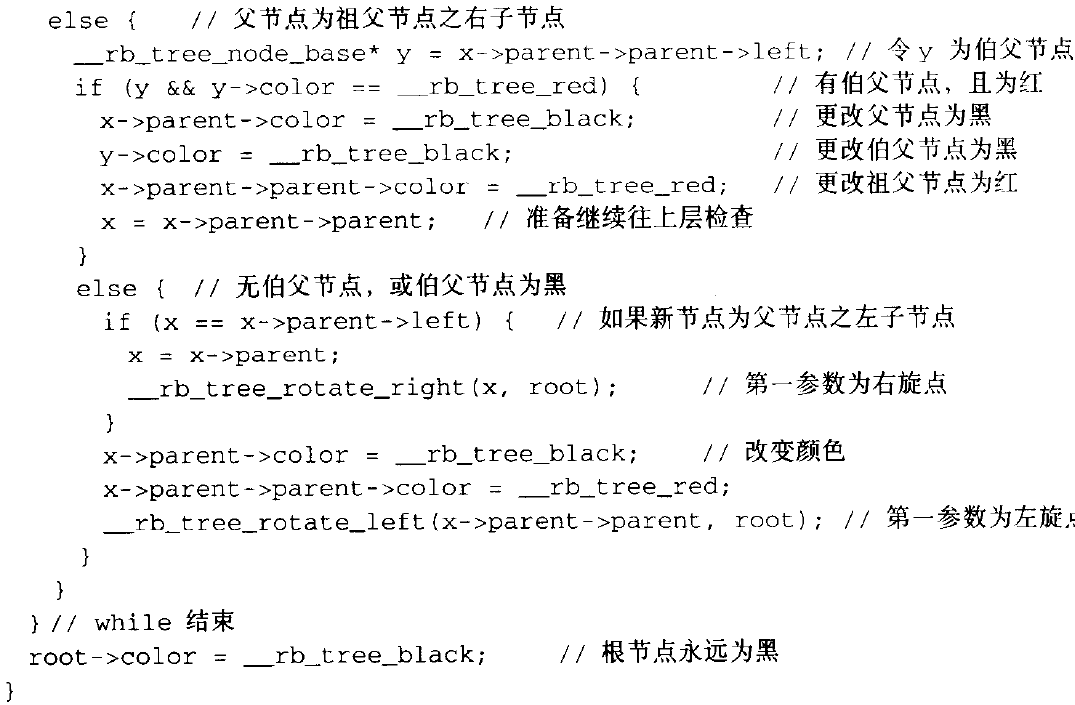 else {    // 父节点为祖父节点之右子节点
__rb_tree_node_base* y = x->parent->parent->left; // 令y 为伯父节点
if (y && y->color == __rb_tree_red) {    // 有伯父节点，且为红
x->parent->color = __rb_tree_black;    // 更改父节点为黑
y->color = __rb_tree_black;    // 更改伯父节点为黑
x->parent->parent->color = __rb_tree_red;    // 更改祖父节点为红
x = x->parent->parent;    // 准备继续往上层检查
}
else {  // 无伯父节点，或伯父节点为黑
if (x == x->parent->left) {    // 如果新节点为父节点之左子节点
x = x->parent;
__rb_tree_rotate_right(x, root);    // 第一参数为右旋点
}
x->parent->color = __rb_tree_black;    // 改变颜色
x->parent->parent->color = __rb_tree_red;
__rb_tree_rotate_left(x->parent->parent, root); // 第一参数为左旋点
}
}
} // while 结束
root->color = __rb_tree_black;    // 根节点永远为黑
}